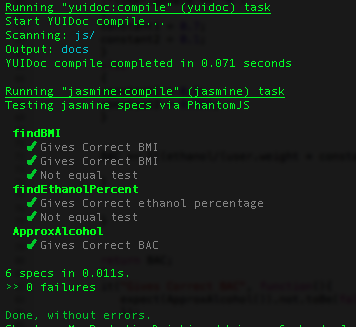 Running "yuidoc:compile" (yuidoc) task
Start YUIDoc compile...
Scanning: js/
Output: docs
YUIDoc compile completed in 0.071 seconds
Running "jasmine:compile" (jasmine) task
Testing jasmine specs via PhantomJS
findBMI
✔ Gives Correct BMI
✔ Gives Correct BMI
✔ Not equal test
findEthanolPercent
✔ Gives Correct ethanol percentage
✔ Not equal test
ApproxAlcohol
✔ Gives Correct BAC
6 specs in 0.011s.
>> 0 failures
Done, without errors.